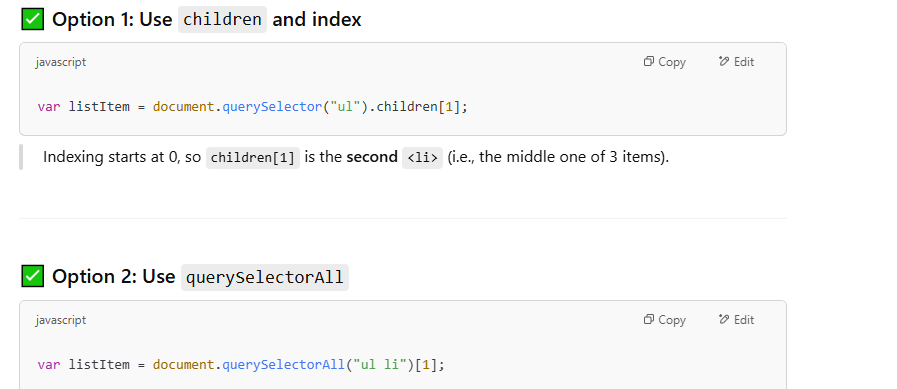 ✅ Option 1: Use children and index
javascript
Copy
Edit
var listItem = document.querySelector("ul").children[1];
Indexing starts at 0, so children[1] is the second <li> (i.e., the middle one of 3 items).
✅ Option 2: Use querySelectorAll
javascript
Copy
Edit
var listItem = document.querySelectorAll("ul li")[1];